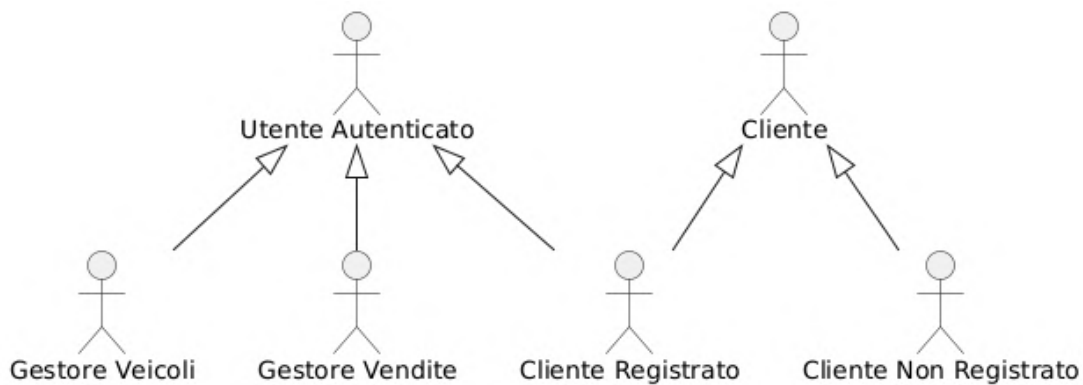 Utente Autenticato
Cliente
Gestore Veicoli
Gestore Vendite
Cliente Registrato
Cliente Non Registrato